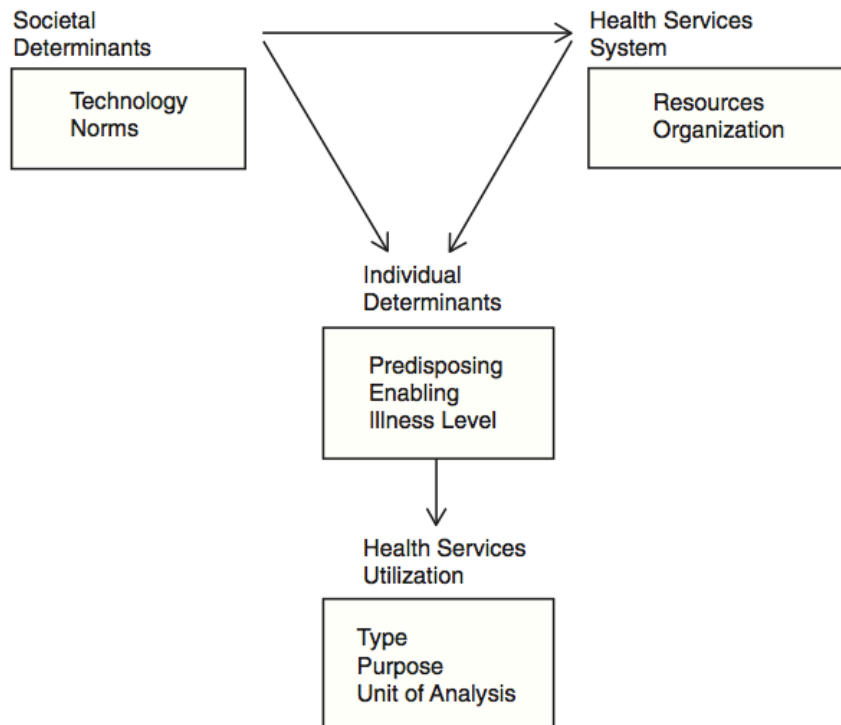 Societal
Determinants
Technology
Norms
Health Services
System
Resources
Organization
Individual
Determinants
Predisposing
Enabling
Illness Level
Health Services
Utilization
Type
Purpose
Unit of Analysis